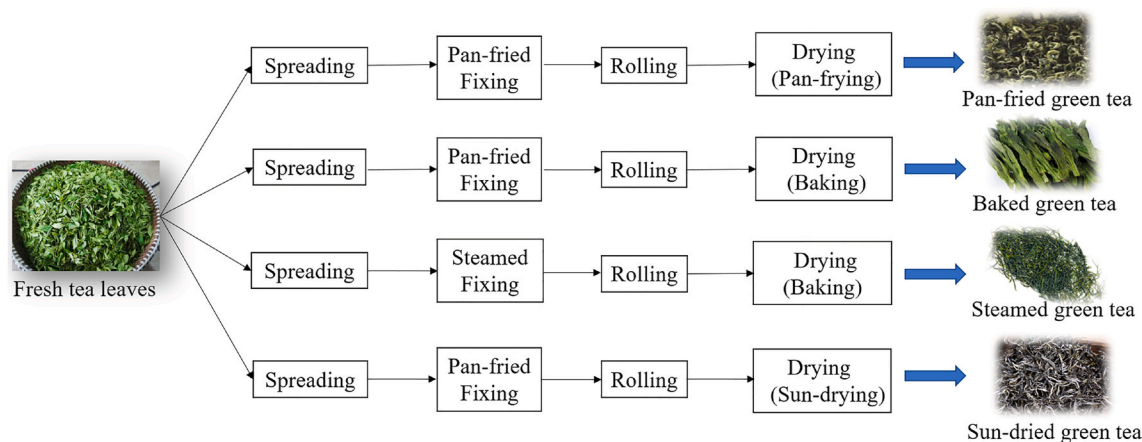 Spreading
Pan-fried
Fixing
Rolling
Drying
(Pan-frying)
Pan-fried green tea
Spreading
Pan-fried
Fixing
Rolling
Drying
(Baking)
Baked green tea
Fresh tea leaves
Spreading
Steamed
Fixing
Rolling
Drying
(Baking)
Steamed green tea
Spreading
Pan-fried
Fixing
Rolling
Drying
(Sun-drying)
Sun-dried green tea